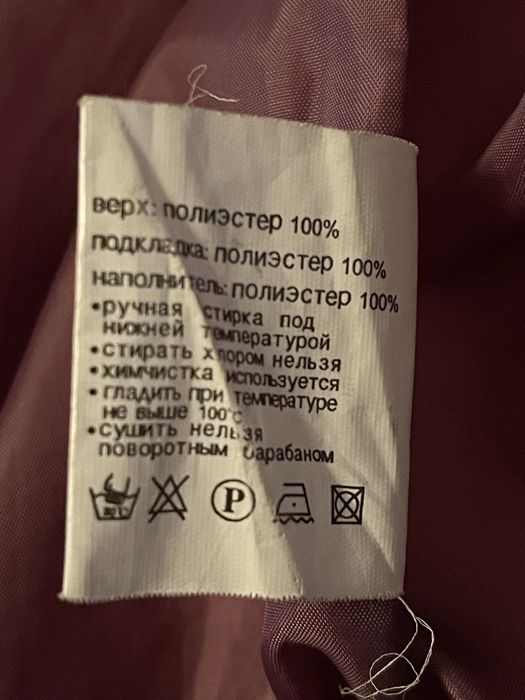 верх: полиэстер 100%
подкладка: полиэстер 100%
наполнитель: полиэстер 100%
•ручная стирка под
нижней температурой
•стирать хлором нельзя
•химчистка используется
•гладить при температуре
не выше 100°c
•сушить нельзя
поворотным барабаном
P